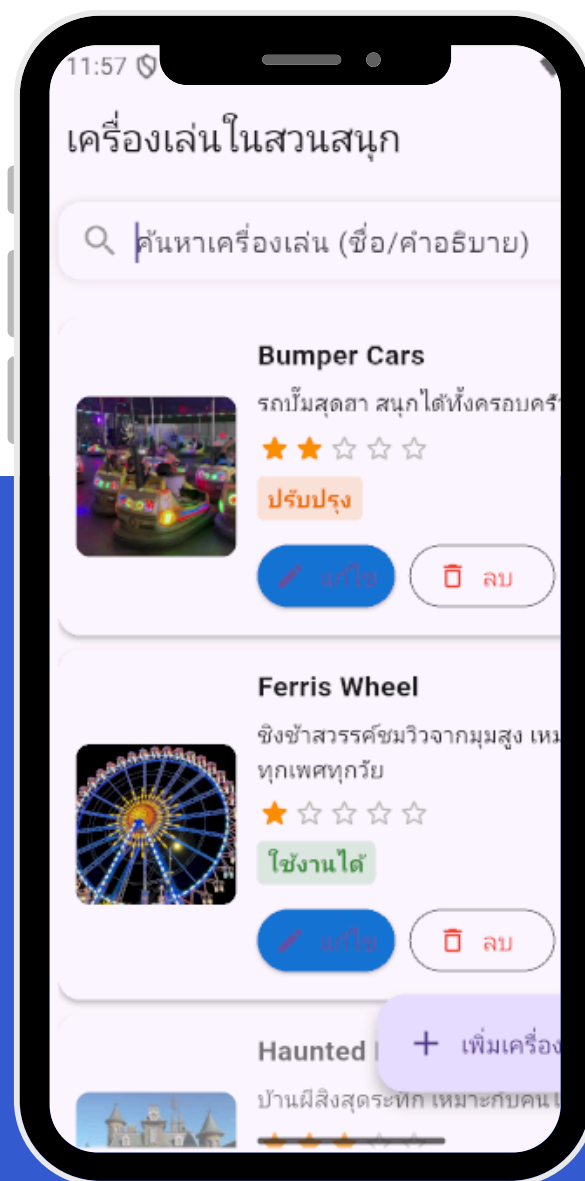 11:57
เครื่องเล่นในสวนสนุก
ค้นหาเครื่องเล่น (ชื่อ/คำอธิบาย)
Bumper Cars
รถบั๊มสุดฮา สนุกได้ทั้งครอบครั
ปรับปรุง
แก้ไข ลบ
Ferris Wheel
ชิงช้าสวรรค์ชมวิวจากมุมสูง เหม
ทุกเพศทุกวัย
ใช้งานได้
แก้ไข ลบ
Haunted
+ เพิ่มเครื่อง
บ้านผีสิงสุดระทึก เหมาะกับคน